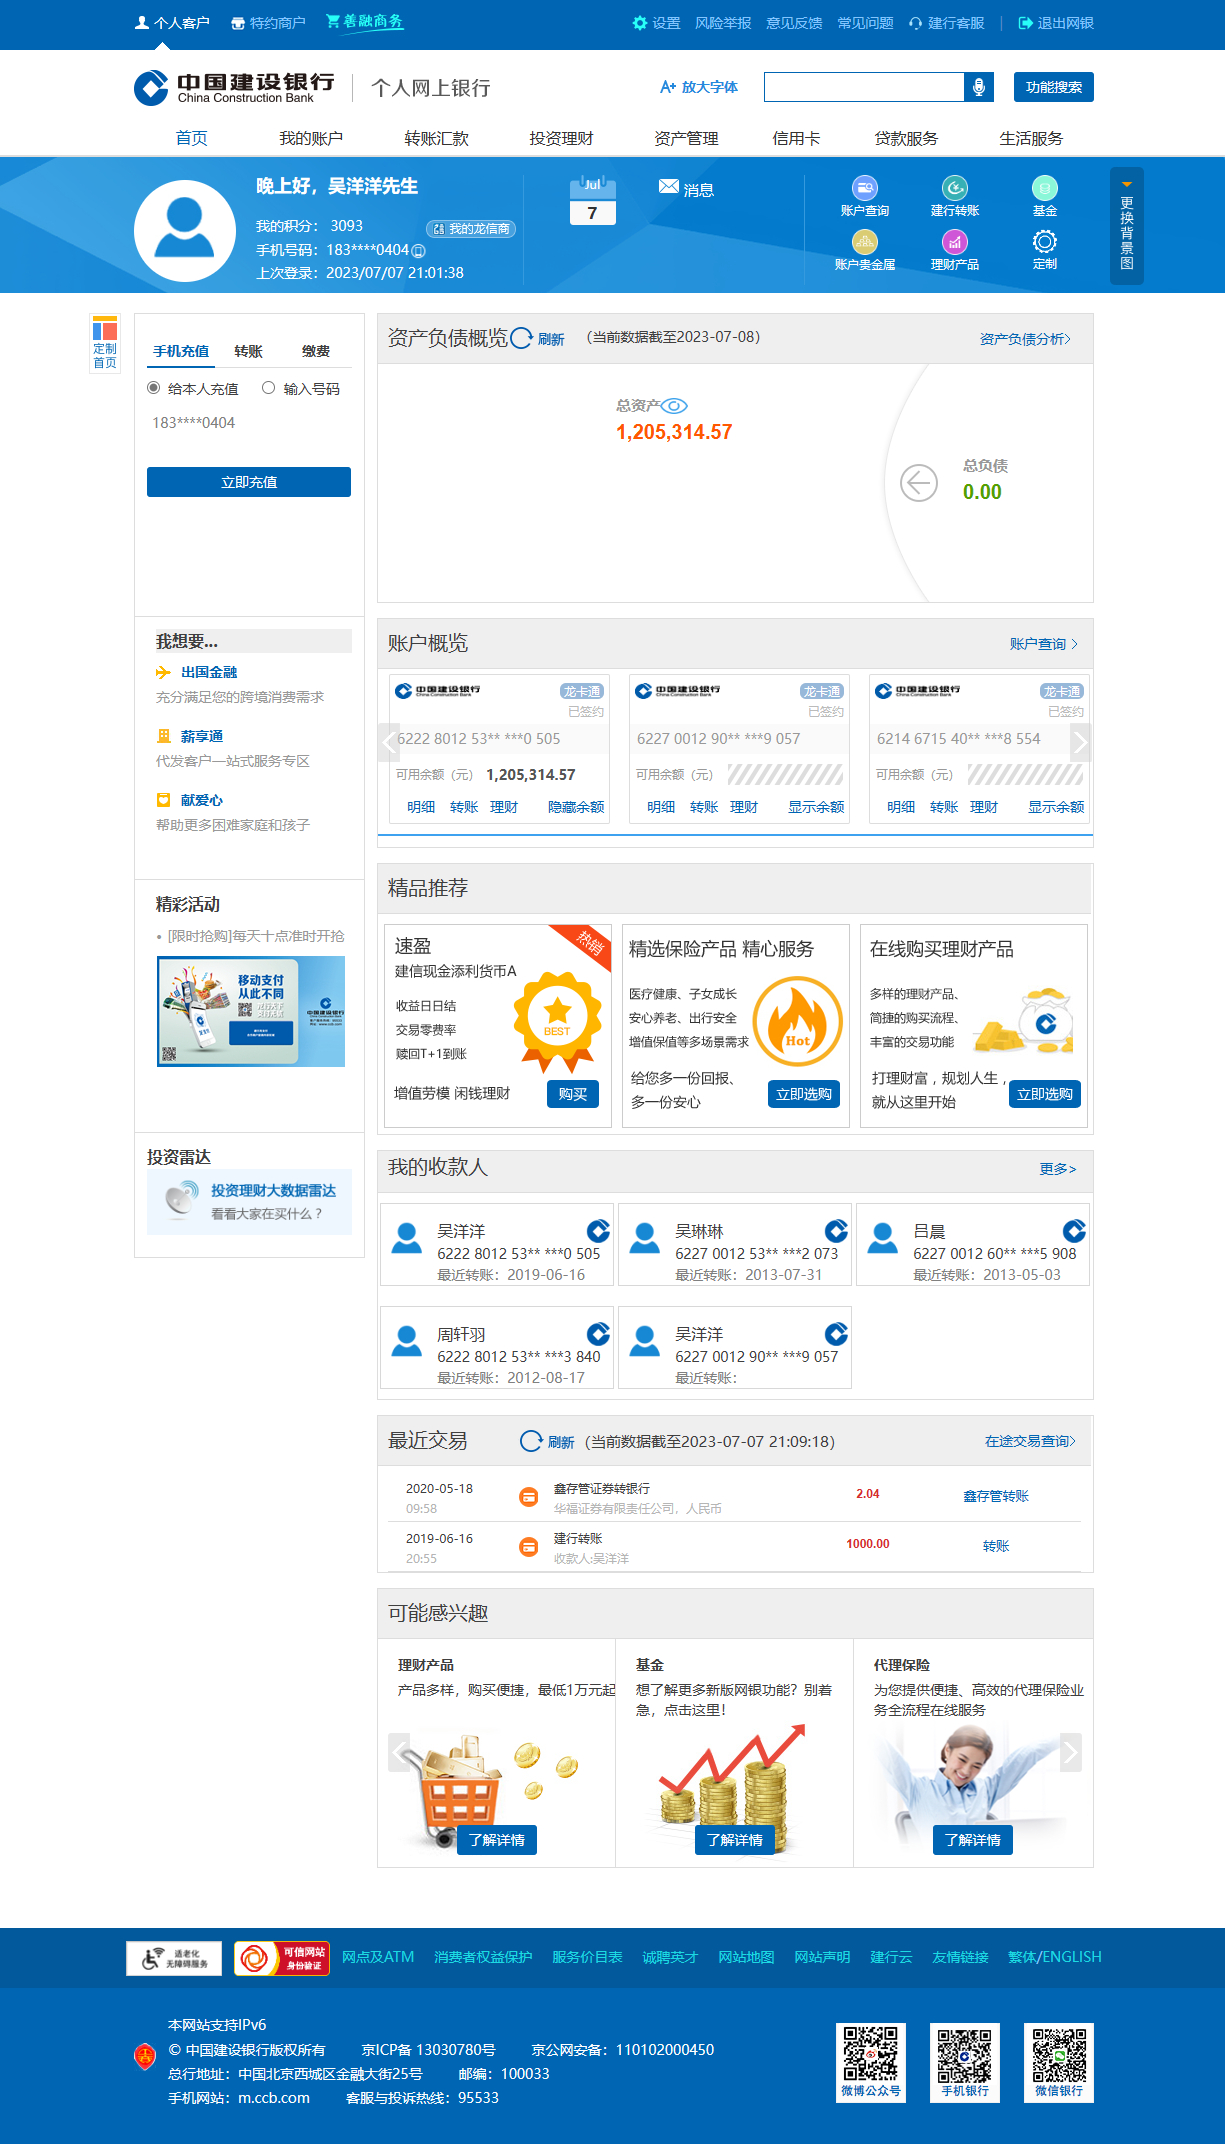 个人客户 特约商户 善融商务 设置 风险举报 意见反馈 常见问题 建行客服 | 退出网银
中国建设银行 China Construction Bank 个人网上银行 A+ 放大字体 功能搜索
首页 我的账户 转账汇款 投资理财 资产管理 信用卡 贷款服务 生活服务
晚上好，吴洋洋先生
我的积分： 3093 我的龙信商
手机号码：183****0404
上次登录：2023/07/07 21:01:38
Jul
7
消息
账户查询 建行转账 基金
账户贵金属 理财产品 定制
更换背景图
定制
首页
手机充值 转账 缴费
给本人充值 输入号码
183****0404
立即充值
我想要...
出国金融
充分满足您的跨境消费需求
薪享通
代发客户一站式服务专区
献爱心
帮助更多困难家庭和孩子
精彩活动
• [限时抢购]每天十点准时开抢
移动支付
从此不同
中国建设银行
投资雷达
投资理财大数据雷达
看看大家在买什么？
资产负债概览 刷新 （当前数据截至2023-07-08） 资产负债分析>
总资产
1,205,314.57
总负债
0.00
账户概览 账户查询 >
中国建设银行 China Construction Bank 龙卡通
已签约
6222 8012 53** ***0 505
可用余额（元） 1,205,314.57
明细 转账 理财 隐藏余额
中国建设银行 China Construction Bank 龙卡通
已签约
6227 0012 90** ***9 057
可用余额（元）
明细 转账 理财 显示余额
中国建设银行 China Construction Bank 龙卡通
已签约
6214 6715 40** ***8 554
可用余额（元）
明细 转账 理财 显示余额
精品推荐
速盈 热销
建信现金添利货币A
收益日日结
交易零费率
赎回T+1到账
BEST
增值劳模 闲钱理财 购买
精选保险产品 精心服务
医疗健康、子女成长
安心养老、出行安全
增值保值等多场景需求
Hot
给您多一份回报、
多一份安心
立即选购
在线购买理财产品
多样的理财产品、
简捷的购买流程、
丰富的交易功能
打理财富，规划人生，
就从这里开始
立即选购
我的收款人 更多>
吴洋洋
6222 8012 53** ***0 505
最近转账：2019-06-16
吴琳琳
6227 0012 53** ***2 073
最近转账：2013-07-31
吕晨
6227 0012 60** ***5 908
最近转账：2013-05-03
周轩羽
6222 8012 53** ***3 840
最近转账：2012-08-17
吴洋洋
6227 0012 90** ***9 057
最近转账：
最近交易 刷新 （当前数据截至2023-07-07 21:09:18） 在途交易查询>
2020-05-18 鑫存管证券转银行 2.04 鑫存管转账
09:58 华福证券有限责任公司，人民币
2019-06-16 建行转账 1000.00 转账
20:55 收款人:吴洋洋
可能感兴趣
理财产品
产品多样，购买便捷，最低1万元起
了解详情
基金
想了解更多新版网银功能？别着
急，点击这里！
了解详情
代理保险
为您提供便捷、高效的代理保险业
务全流程在线服务
了解详情
适老化
无障碍服务
可信网站
身份验证
网点及ATM 消费者权益保护 服务价目表 诚聘英才 网站地图 网站声明 建行云 友情链接 繁体/ENGLISH
本网站支持IPv6
© 中国建设银行版权所有 京ICP备 13030780号 京公网安备：110102000450
总行地址：中国北京西城区金融大街25号 邮编：100033
手机网站：m.ccb.com 客服与投诉热线：95533
微博公众号 手机银行 微信银行